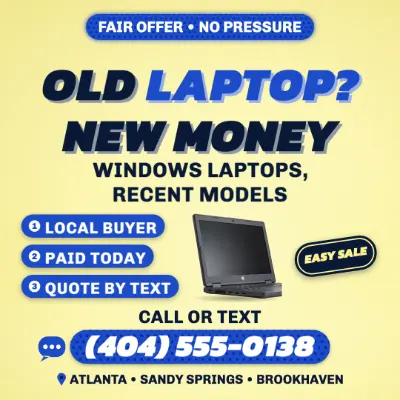 FAIR OFFER • NO PRESSURE
OLD LAPTOP?
NEW MONEY
WINDOWS LAPTOPS,
RECENT MODELS
1 LOCAL BUYER
2 PAID TODAY
3 QUOTE BY TEXT
EASY SALE
CALL OR TEXT
(404) 555-0138
ATLANTA • SANDY SPRINGS • BROOKHAVEN